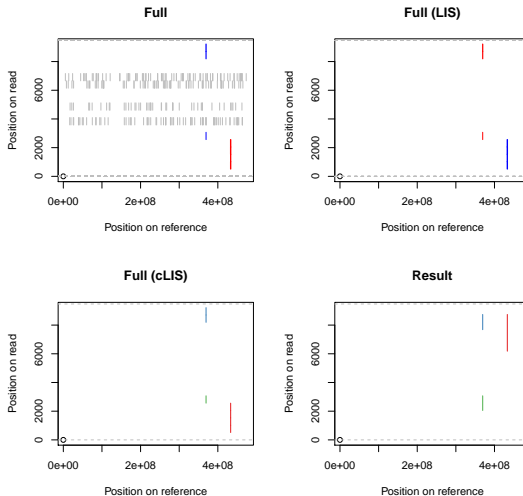 Full
Position on read
6000
2000
0
0e+00
2e+08
4e+08
Position on reference
Full (LIS)
Position on read
6000
2000
0
0e+00
2e+08
4e+08
Position on reference
Full (cLIS)
Position on read
6000
2000
0
0e+00
2e+08
4e+08
Position on reference
Result
Position on read
6000
2000
0
0e+00
2e+08
4e+08
Position on reference